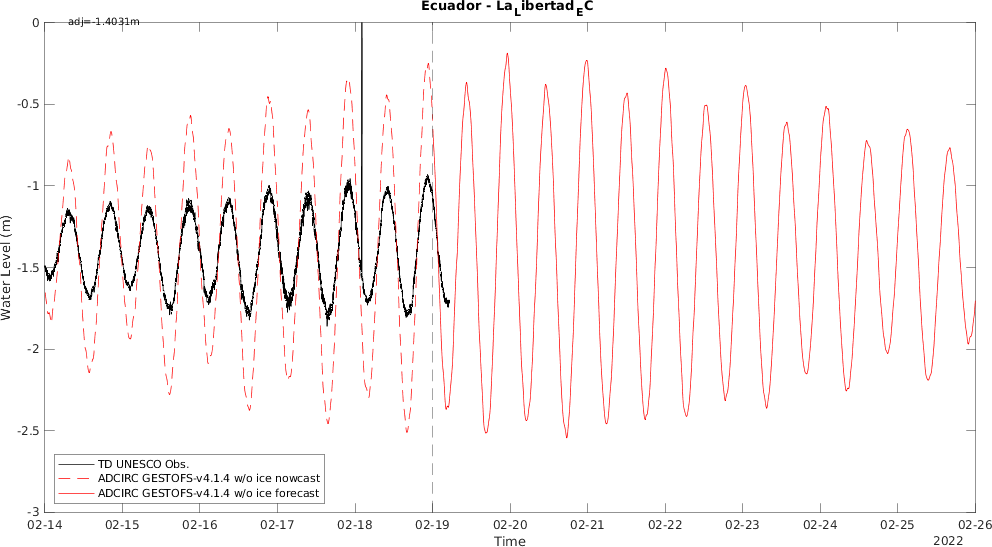 Ecuador - LaLibertadEC
adj=-1.4031m
0
-0.5
-1
-1.5
-2
-2.5
-3
Water Level (m)
TD UNESCO Obs.
ADCIRC GESTOFS-v4.1.4 w/o ice nowcast
ADCIRC GESTOFS-v4.1.4 w/o ice forecast
02-14 02-15 02-16 02-17 02-18 02-19 02-20 02-21 02-22 02-23 02-24 02-25 02-26
Time
2022